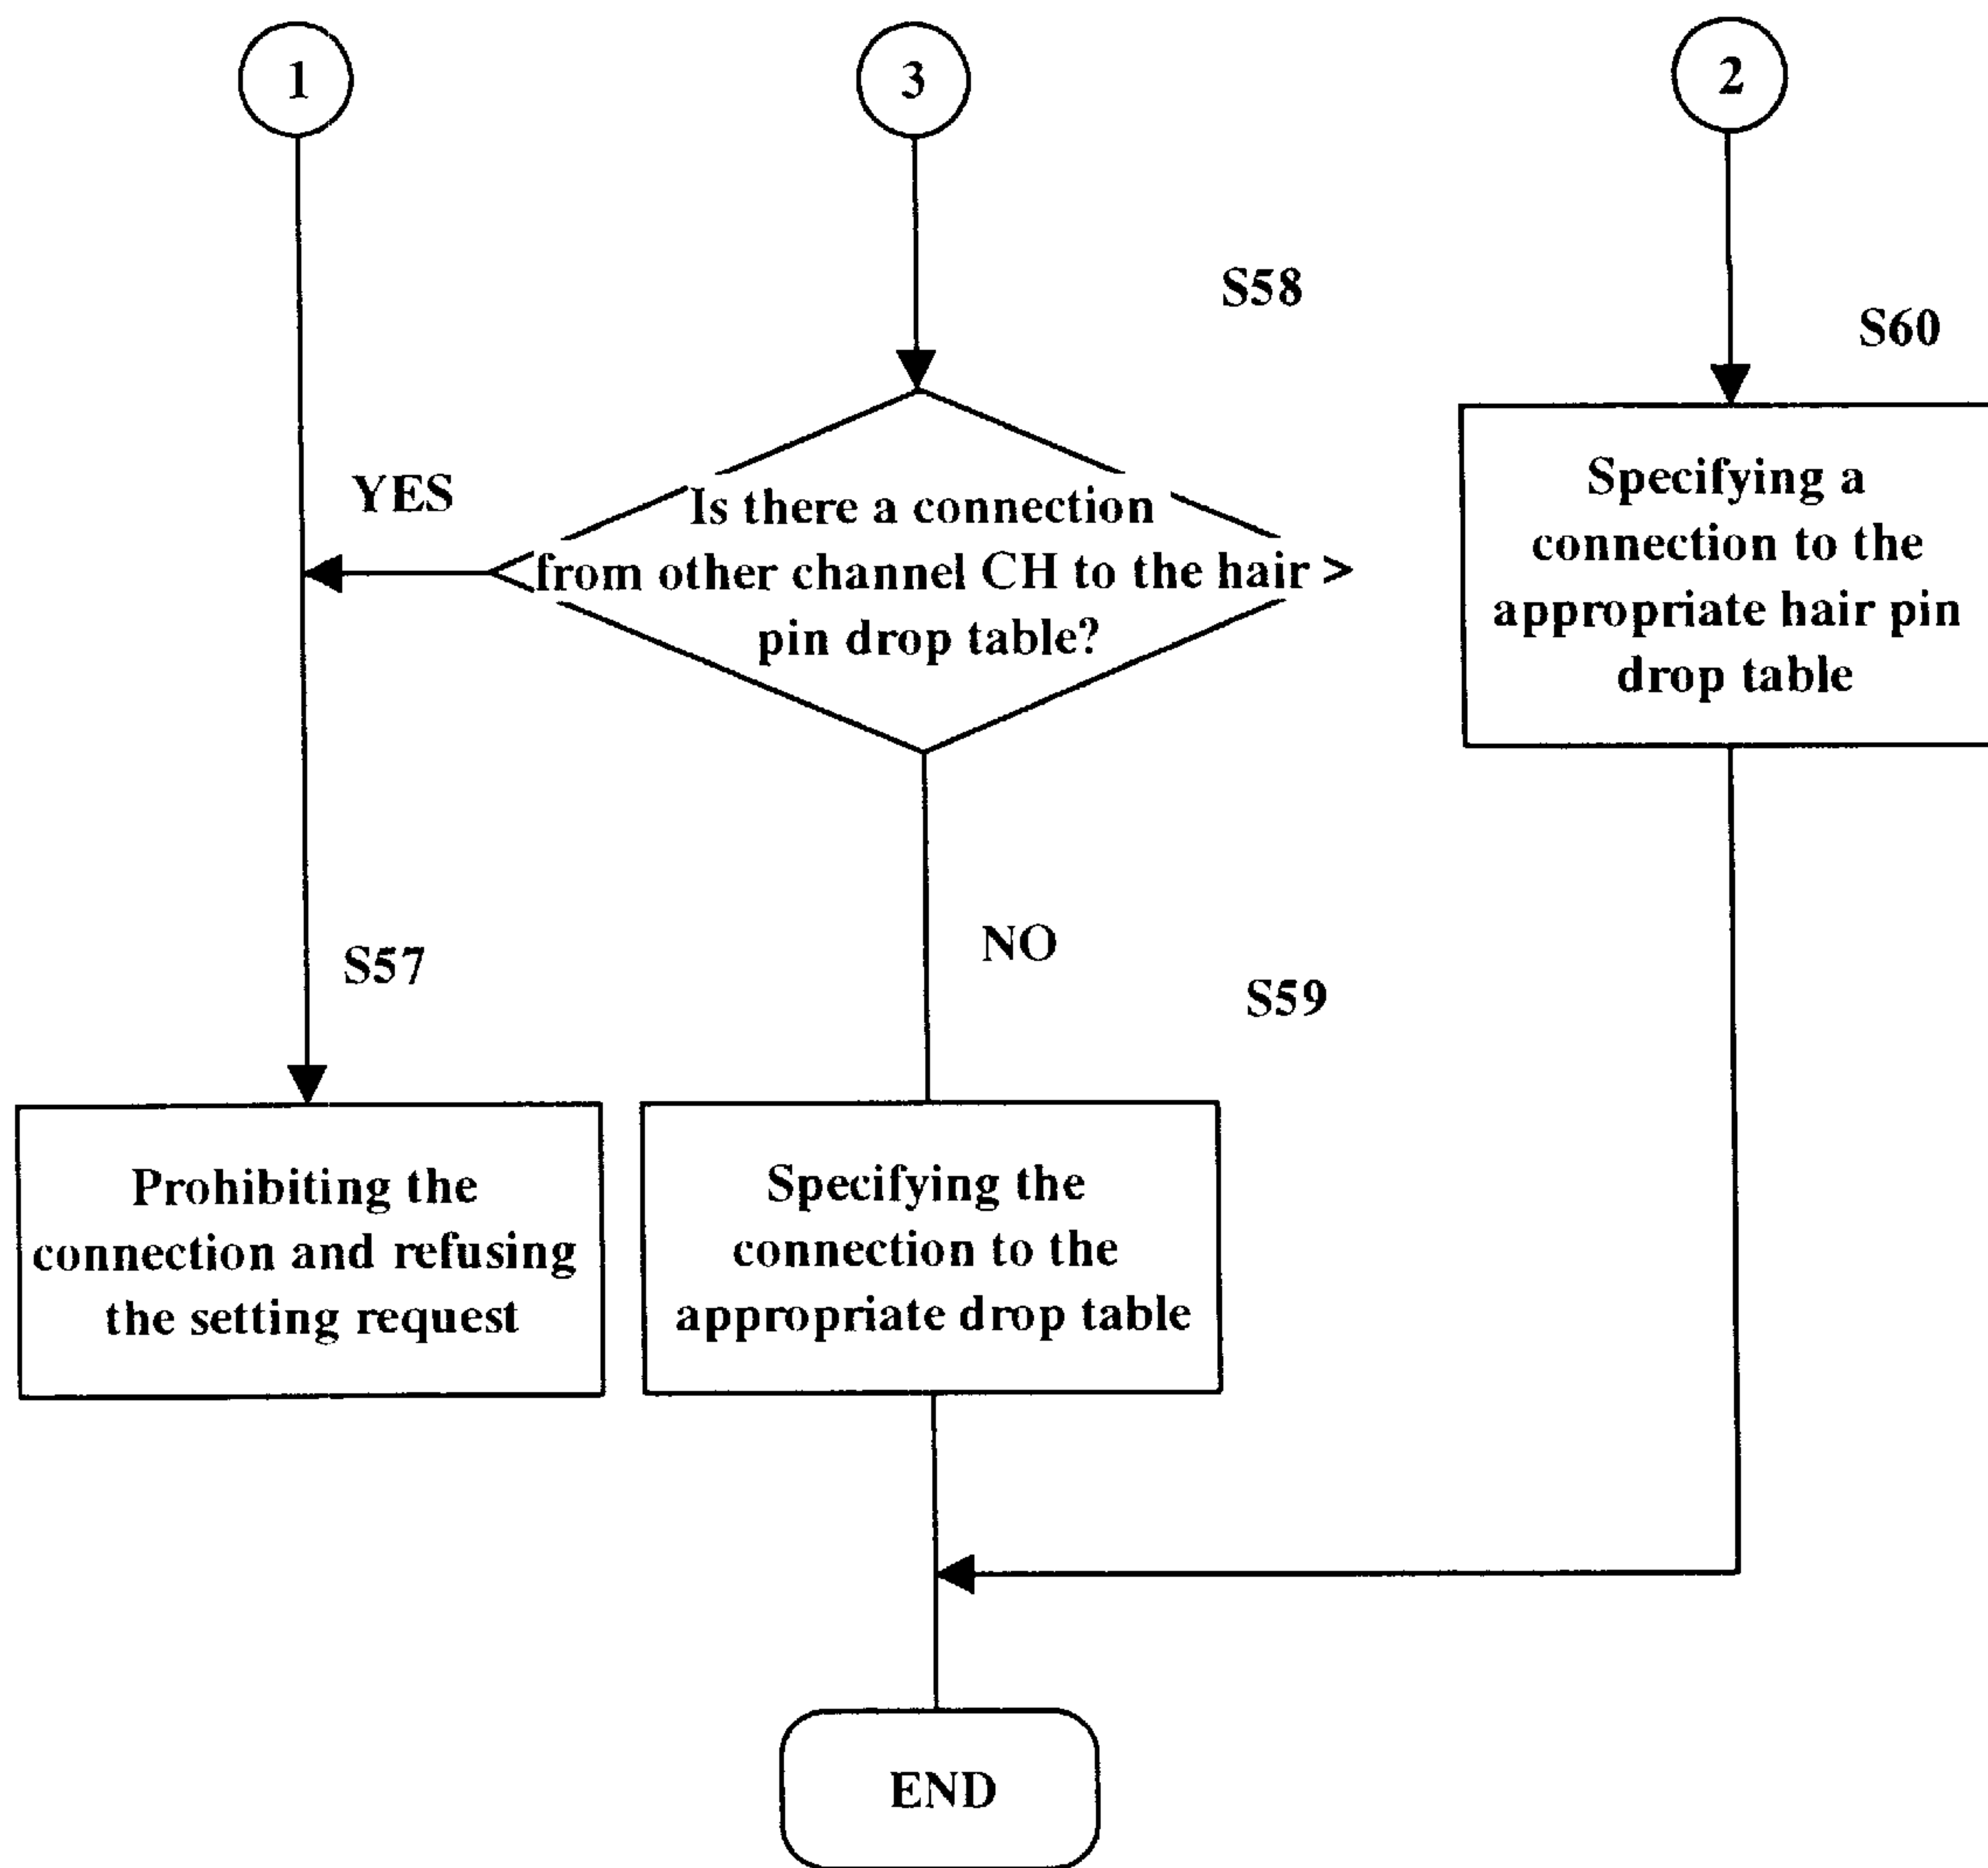 1
3
2
S58
S60
YES
Is there a connection
from other channel CH to the hair
pin drop table?
Specifying a
connection to the
appropriate hair pin
drop table
NO
S57
S59
Prohibiting the
connection and refusing
the setting request
Specifying the
connection to the
appropriate drop table
END